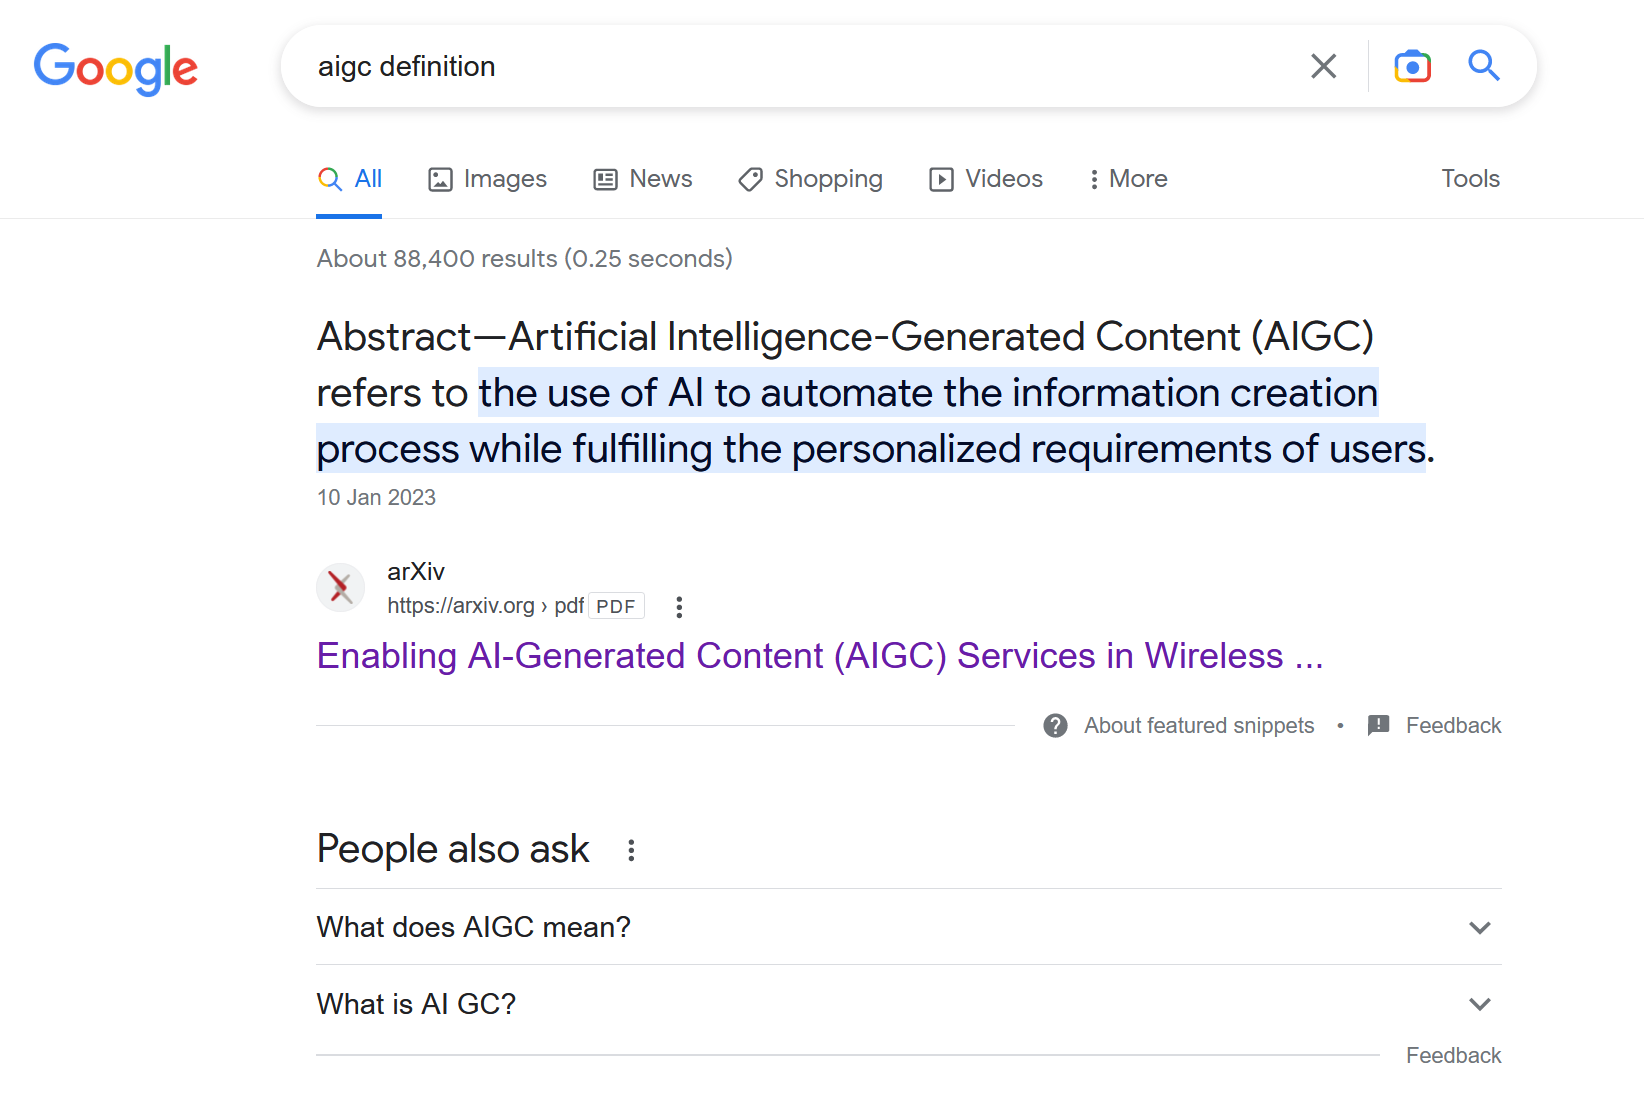 Google
aigc definition
All Images News Shopping Videos More Tools
About 88,400 results (0.25 seconds)
Abstract—Artificial Intelligence-Generated Content (AIGC)
refers to the use of AI to automate the information creation
process while fulfilling the personalized requirements of users.
10 Jan 2023
arXiv
https://arxiv.org › pdf PDF
Enabling AI-Generated Content (AIGC) Services in Wireless ...
About featured snippets • Feedback
People also ask
What does AIGC mean?
What is AI GC?
Feedback